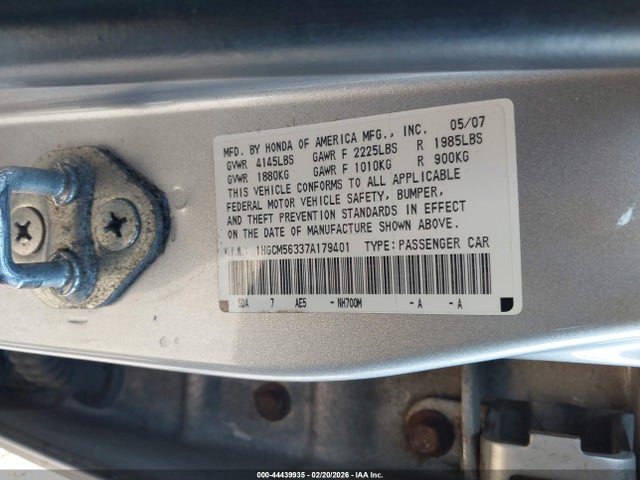 MFD. BY HONDA OF AMERICA MFG., INC. 05/07
GVWR 4145LBS GAWR F 2225LBS R 1985LBS
GVWR 1880KG GAWR F 1010KG R 900KG
THIS VEHICLE CONFORMS TO ALL APPLICABLE
FEDERAL MOTOR VEHICLE SAFETY, BUMPER,
AND THEFT PREVENTION STANDARDS IN EFFECT
ON THE DATE OF MANUFACTURE SHOWN ABOVE.
V.I.N.: 1HGCM56337A179401 TYPE: PASSENGER CAR
SDA 7 AE5 - NH700M - A - A
000-44439935 - 02/20/2026 - IAAI.COM